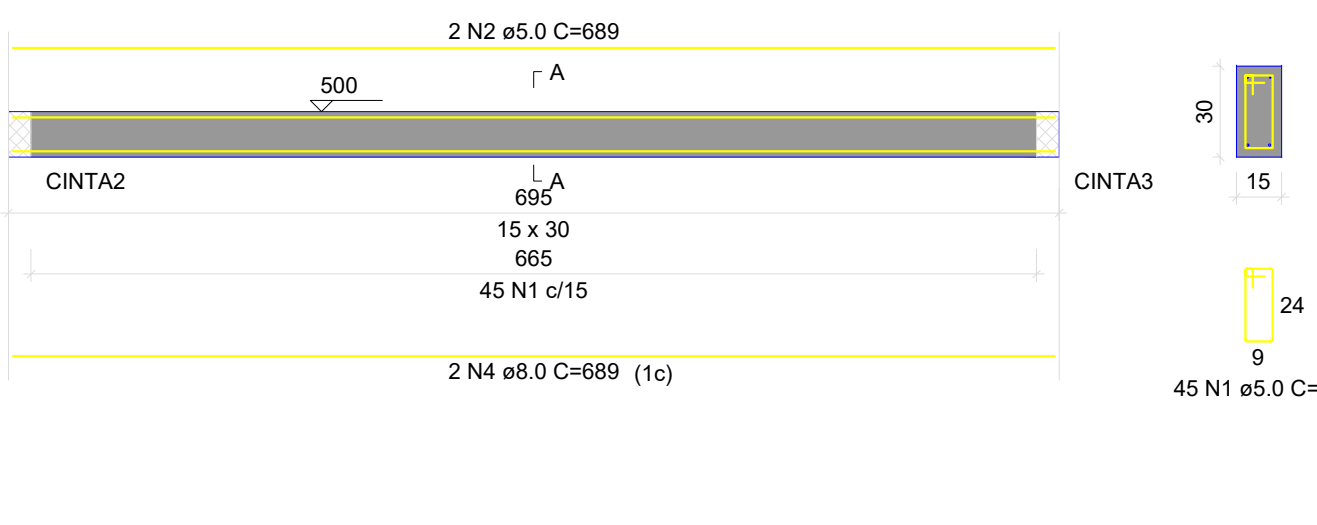 2 N2 ø5.0 C=689
A
500
30
CINTA2
A
CINTA3
15
695
15 x 30
665
45 N1 c/15
24
9
2 N4 ø8.0 C=689 (1c)
45 N1 ø5.0 C=